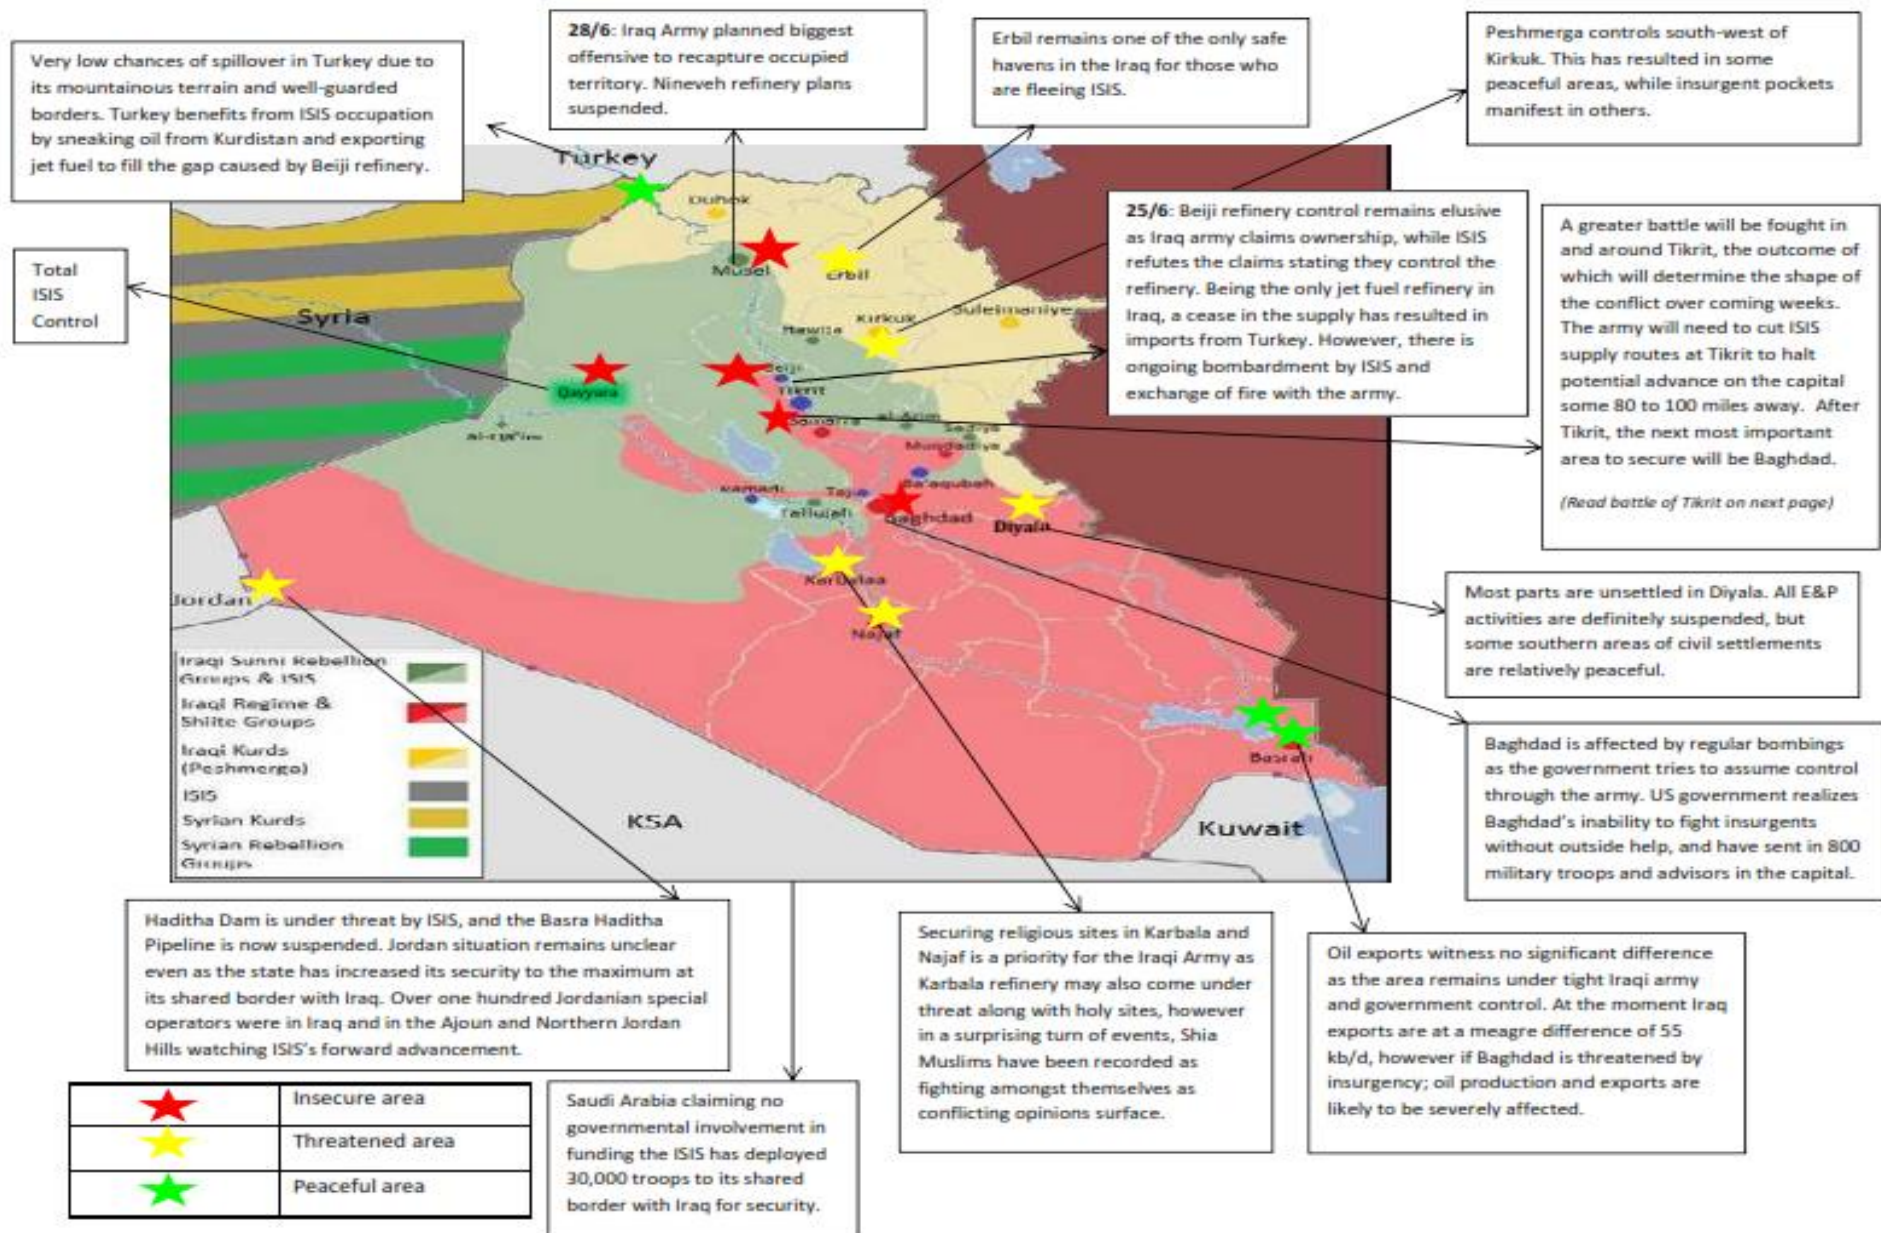 Very low chances of spillover in Turkey due to
its mountainous terrain and well-guarded
borders. Turkey benefits from ISIS occupation
by sneaking oil from Kurdistan and exporting
jet fuel to fill the gap caused by Beiji refinery.
28/6: Iraq Army planned biggest
offensive to recapture occupied
territory. Nineveh refinery plans
suspended.
Erbil remains one of the only safe
havens in the Iraq for those who
are fleeing ISIS.
Peshmerga controls south-west of
Kirkuk. This has resulted in some
peaceful areas, while insurgent pockets
manifest in others.
25/6: Beiji refinery control remains elusive
as Iraq army claims ownership, while ISIS
refutes the claims stating they control the
refinery. Being the only jet fuel refinery in
Iraq, a cease in the supply has resulted in
imports from Turkey. However, there is
ongoing bombardment by ISIS and
exchange of fire with the army.
A greater battle will be fought in
and around Tikrit, the outcome of
which will determine the shape of
the conflict over coming weeks.
The army will need to cut ISIS
supply routes at Tikrit to halt
potential advance on the capital
some 80 to 100 miles away. After
Tikrit, the next most important
area to secure will be Baghdad.
(Read battle of Tikrit on next page)
Total
ISIS
Control
Turkey
Duhok
Mosel
Erbil
Syria
Kirkuk
Suleimaniye
Hawija
Beiji
Qayyara
Tikrit
Samarra
Sadiya
Muqdadiya
Ba'aqubah
Ramadi
Taji
Fallujah
Baghdad
Diyala
Karbalaa
Jordan
Najaf
Basrah
KSA
Kuwait
Iraqi Sunni Rebellion
Groups & ISIS
Iraqi Regime &
Shiite Groups
Iraqi Kurds
(Peshmerga)
ISIS
Syrian Kurds
Syrian Rebellion
Groups
Most parts are unsettled in Diyala. All E&P
activities are definitely suspended, but
some southern areas of civil settlements
are relatively peaceful.
Baghdad is affected by regular bombings
as the government tries to assume control
through the army. US government realizes
Baghdad's inability to fight insurgents
without outside help, and have sent in 800
military troops and advisors in the capital.
Haditha Dam is under threat by ISIS, and the Basra Haditha
Pipeline is now suspended. Jordan situation remains unclear
even as the state has increased its security to the maximum at
its shared border with Iraq. Over one hundred Jordanian special
operators were in Iraq and in the Ajoun and Northern Jordan
Hills watching ISIS's forward advancement.
Securing religious sites in Karbala and
Najaf is a priority for the Iraqi Army as
Karbala refinery may also come under
threat along with holy sites, however
in a surprising turn of events, Shia
Muslims have been recorded as
fighting amongst themselves as
conflicting opinions surface.
Oil exports witness no significant difference
as the area remains under tight Iraqi army
and government control. At the moment Iraq
exports are at a meagre difference of 55
kb/d, however if Baghdad is threatened by
insurgency; oil production and exports are
likely to be severely affected.
Saudi Arabia claiming no
governmental involvement in
funding the ISIS has deployed
30,000 troops to its shared
border with Iraq for security.
Insecure area
Threatened area
Peaceful area